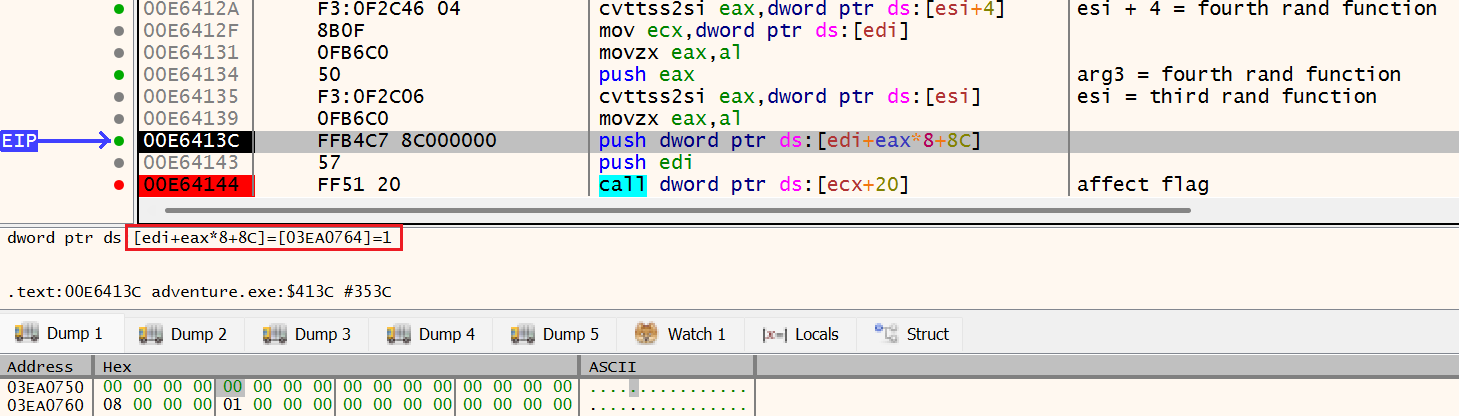 00E6412A F3:0F2C46 04 cvttss2si eax,dword ptr ds:[esi+4] esi + 4 = fourth rand function
00E6412F 8B0F mov ecx,dword ptr ds:[edi]
00E64131 0FB6C0 movzx eax,al
00E64134 50 push eax arg3 = fourth rand function
00E64135 F3:0F2C06 cvttss2si eax,dword ptr ds:[esi] esi = third rand function
00E64139 0FB6C0 movzx eax,al
EIP 00E6413C FFB4C7 8C000000 push dword ptr ds:[edi+eax*8+8C]
00E64143 57 push edi
00E64144 FF51 20 call dword ptr ds:[ecx+20] affect flag
dword ptr ds [edi+eax*8+8C]=[03EA0764]=1
.text:00E6413C adventure.exe:$413C #353C
Dump 1 Dump 2 Dump 3 Dump 4 Dump 5 Watch 1 Locals Struct
Address Hex ASCII
03EA0750 00 00 00 00 00 00 00 00 00 00 00 00 00 00 00 00 ................
03EA0760 08 00 00 00 01 00 00 00 00 00 00 00 00 00 00 00 ................